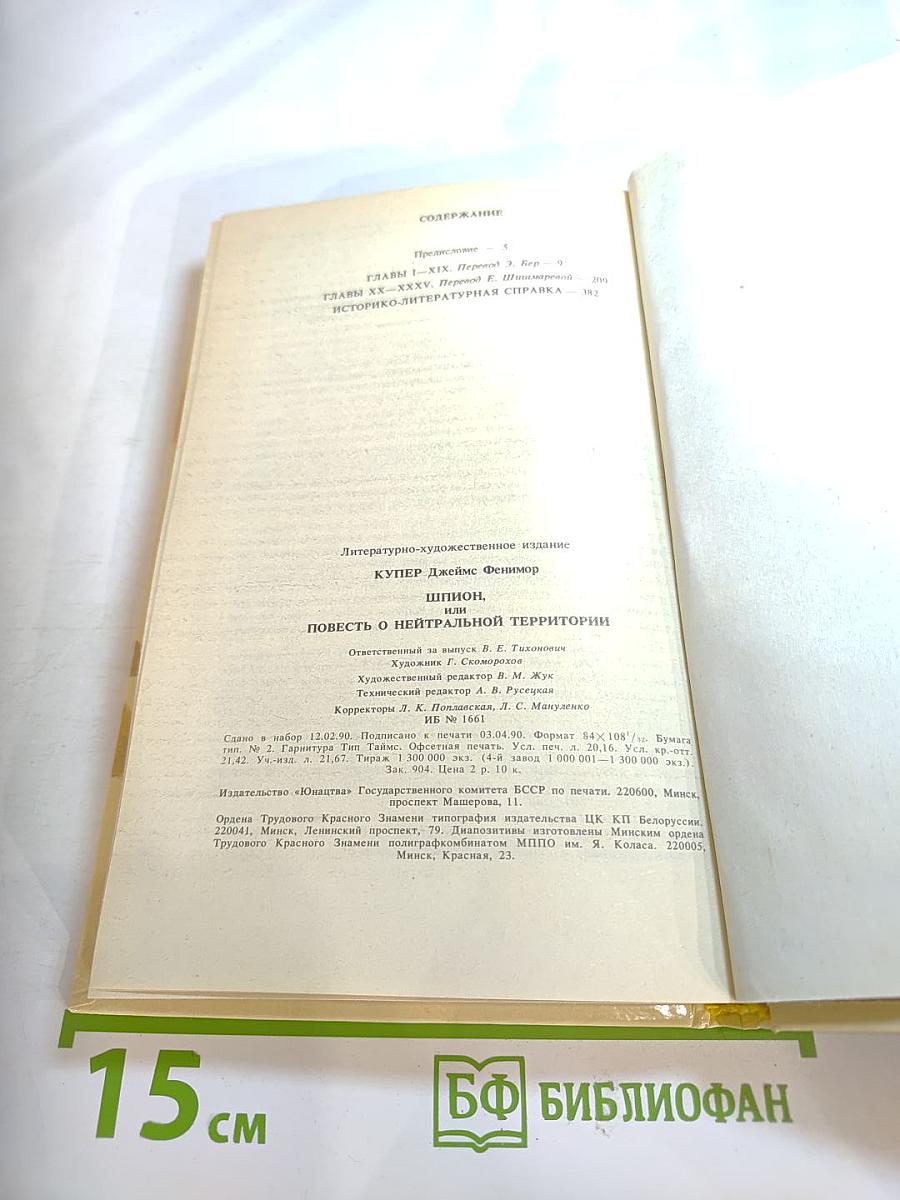 СОДЕРЖАНИЕ
Предисловие — 5
ГЛАВЫ I—XIX. Перевод Э. Бер — 9
ГЛАВЫ XX—XXXV. Перевод Е. Шишмаревой — 209
ИСТОРИКО-ЛИТЕРАТУРНАЯ СПРАВКА — 382
Литературно-художественное издание
КУПЕР Джеймс Фенимор
ШПИОН,
или
ПОВЕСТЬ О НЕЙТРАЛЬНОЙ ТЕРРИТОРИИ
Ответственный за выпуск В. Е. Тихонович
Художник Г. Скоморохов
Художественный редактор В. М. Жук
Технический редактор А. В. Русецкая
Корректоры Л. К. Поплавская, Л. С. Мануленко
ИБ № 1661
Сдано в набор 12.02.90. Подписано к печати 03.04.90. Формат 84×108¹/₃₂. Бумага
тип. № 2. Гарнитура Тип Таймс. Офсетная печать. Усл. печ. л. 20,16. Усл. кр.-отт.
21,42. Уч.-изд. л. 21,67. Тираж 1 300 000 экз. (4-й завод 1 000 001—1 300 000 экз.).
Зак. 904. Цена 2 р. 10 к.
Издательство «Юнацтва» Государственного комитета БССР по печати. 220600, Минск,
проспект Машерова, 11.
Ордена Трудового Красного Знамени типография издательства ЦК КП Белоруссии.
220041, Минск, Ленинский проспект, 79. Диапозитивы изготовлены Минским ордена
Трудового Красного Знамени полиграфкомбинатом МППО им. Я. Коласа. 220005,
Минск, Красная, 23.
15 см
БФ БИБЛИОФАН